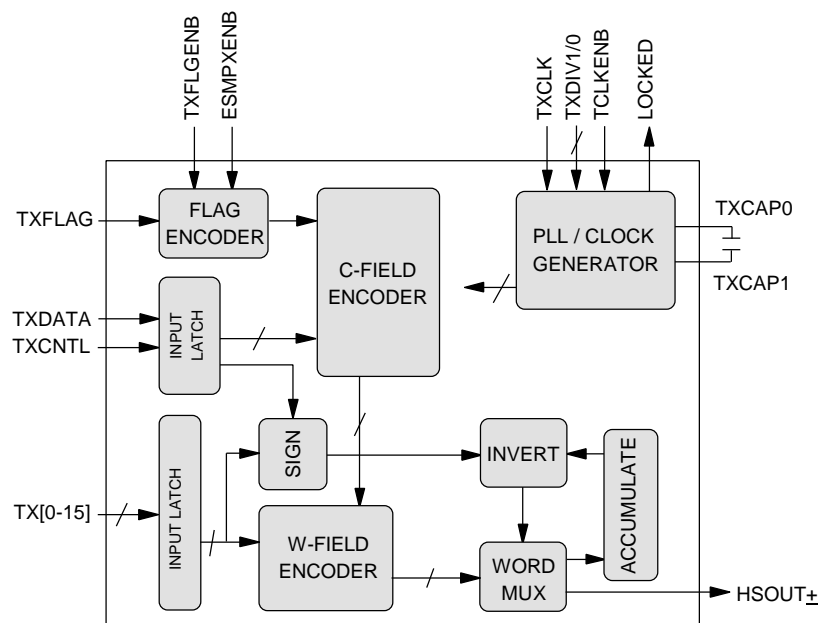 TXFLGENB
ESMPXENB
TXCLK
TXDIV1/0
TCLKENB
LOCKED
TXFLAG
FLAG
ENCODER
C-FIELD
ENCODER
PLL / CLOCK
GENERATOR
TXCAP0
TXCAP1
TXDATA
TXCNTL
INPUT
LATCH
SIGN
INVERT
ACCUMULATE
TX[0-15]
INPUT LATCH
W-FIELD
ENCODER
WORD
MUX
HSOUT±